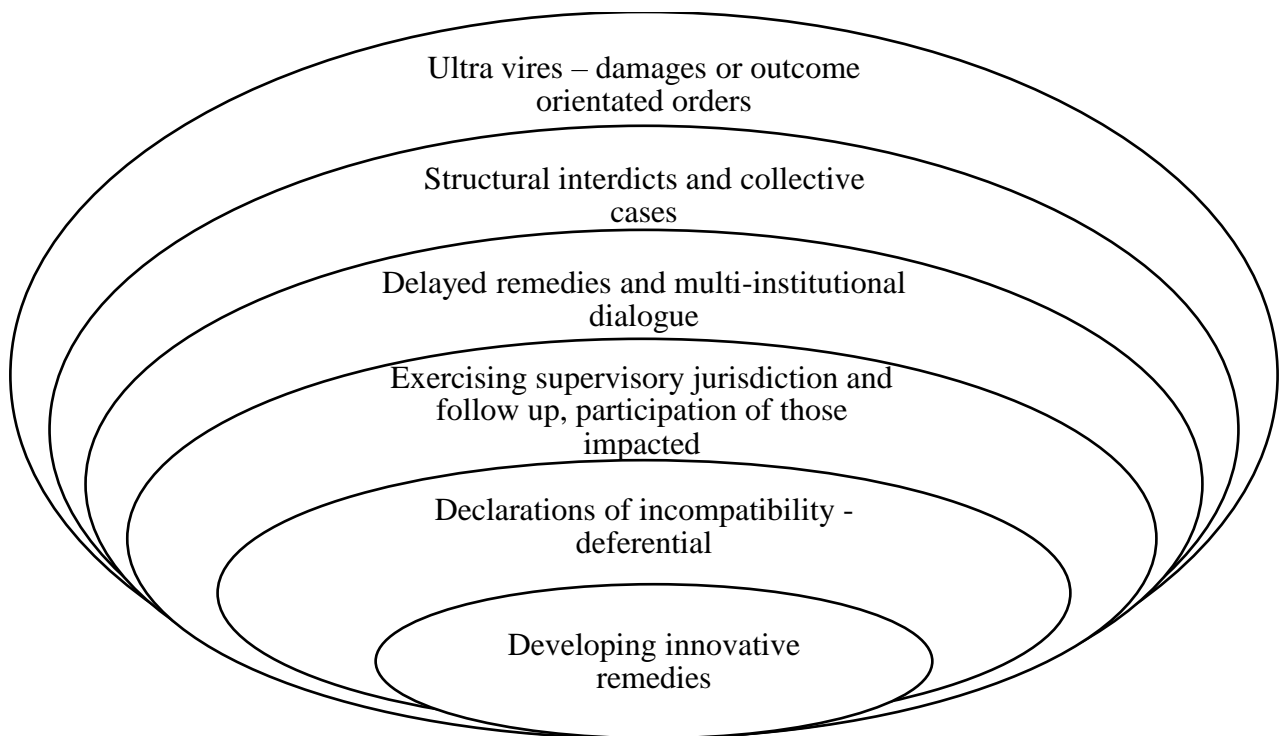 Ultra vires – damages or outcome
orientated orders
Structural interdicts and collective
cases
Delayed remedies and multi-institutional
dialogue
Exercising supervisory jurisdiction and
follow up, participation of those
impacted
Declarations of incompatibility -
deferential
Developing innovative
remedies